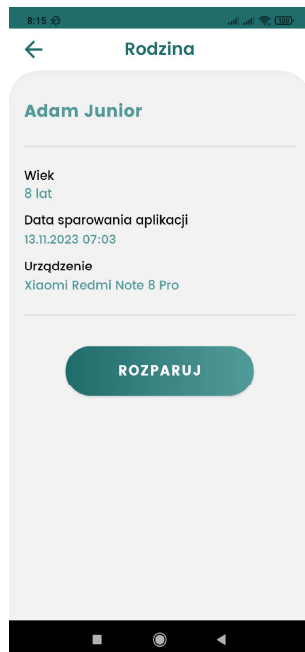 8:15
100
Rodzina
Adam Junior
Wiek
8 lat
Data sparowania aplikacji
13.11.2023 07:03
Urządzenie
Xiaomi Redmi Note 8 Pro
ROZPARUJ